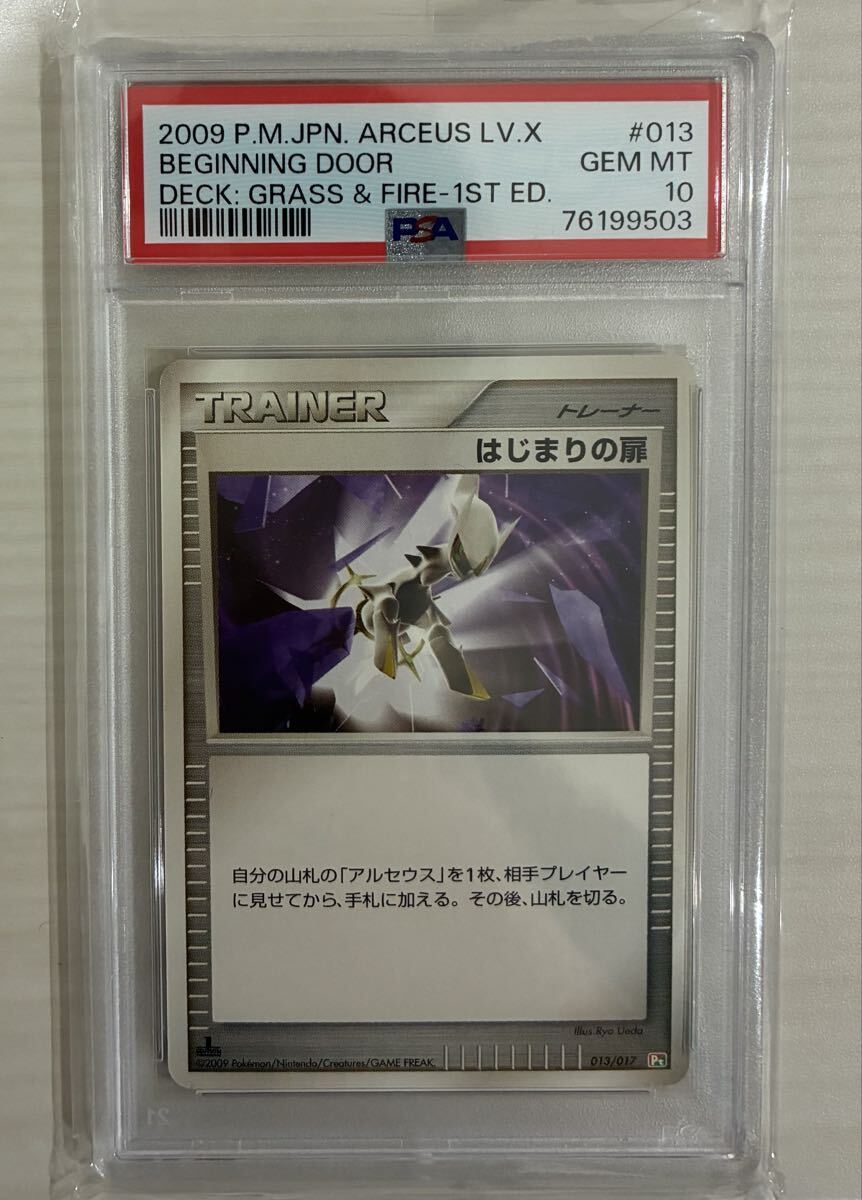 2009 P.M.JPN. ARCEUS LV.X #013
BEGINNING DOOR GEM MT
DECK: GRASS & FIRE-1ST ED. 10
PSA 76199503
TRAINER トレーナー
はじまりの扉
自分の山札の「アルセウス」を1枚、相手プレイヤー
に見せてから、手札に加える。その後、山札を切る。
Illus.Ryo Ueda
1
©2009 Pokémon/Nintendo/Creatures/GAME FREAK.
013/017 Pt
21